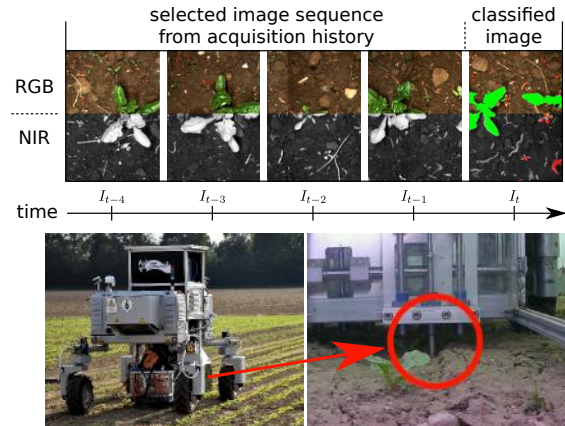 selected image sequence
from acquisition history
classified
image
RGB
NIR
I_{t-4} I_{t-3} I_{t-2} I_{t-1} I_t
time